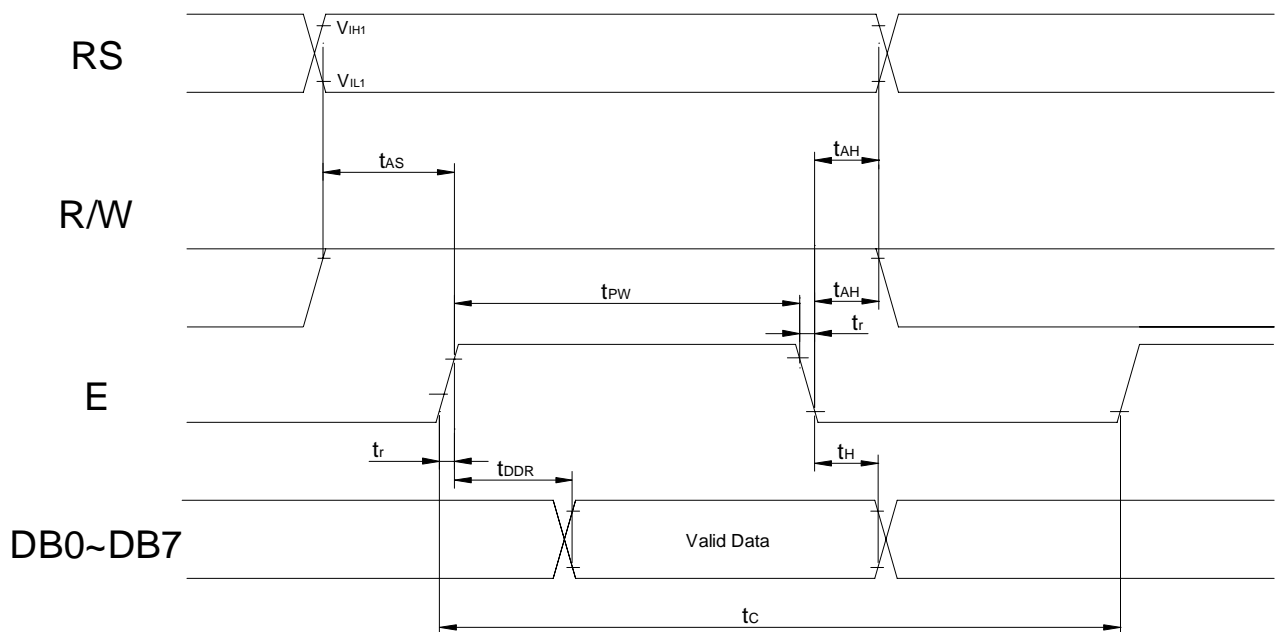 RS
VIH1
VIL1
tAS
tAH
R/W
tPW
tAH
tr
E
tr
tDDR
tH
DB0~DB7
Valid Data
tC